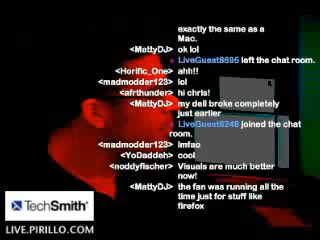 exactly the same as a
Mac.
<MattyDJ> ok lol
LiveGuest8695 left the chat
room.
<Horific_One> ahh!!
<madmodder123> lol
<afrthunder> hi chris!
<MattyDJ> my dell broke completely
just earlier
LiveGuest6246 joined the chat
room.
<madmodder123> lmfao
<YoDaddeh> cool
<noddyfischer> Visuals are much better
now!
<MattyDJ> the fan was running all the
time just for stuff like
firefox
TechSmith®
LIVE.PIRILLO.COM